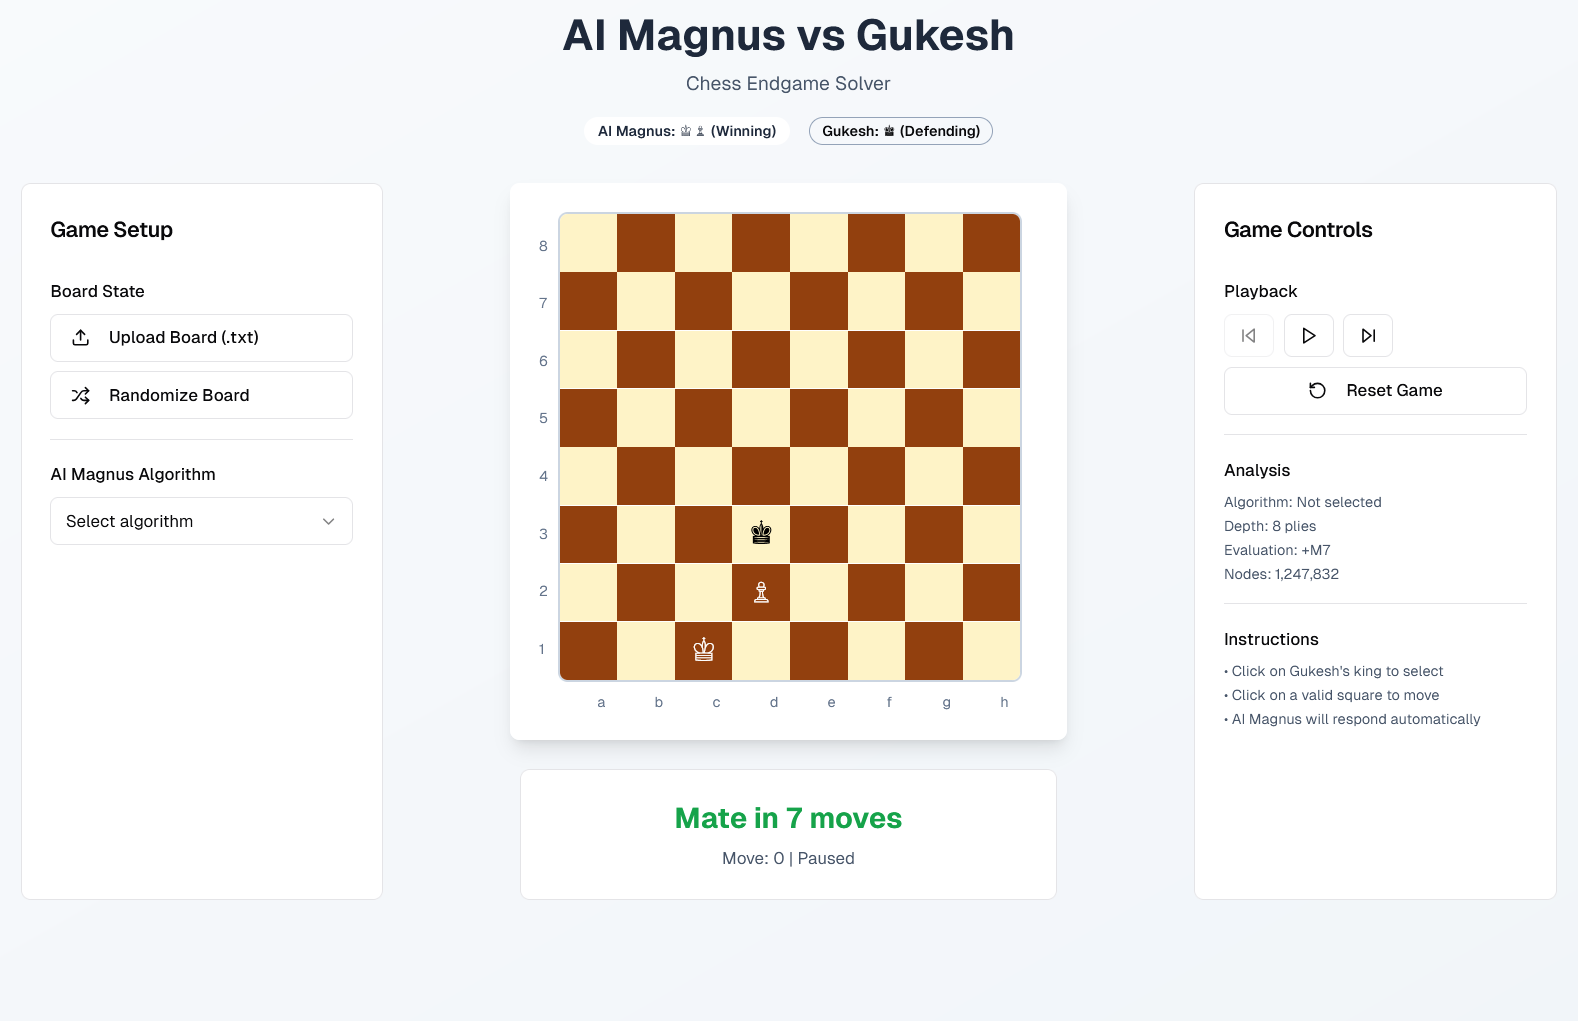 AI Magnus vs Gukesh
Chess Endgame Solver
AI Magnus: ♔ ♗ (Winning)
Gukesh: ♚ (Defending)
Game Setup
Board State
Upload Board (.txt)
Randomize Board
AI Magnus Algorithm
Select algorithm
8
7
6
5
4
3
2
1
a b c d e f g h
Mate in 7 moves
Move: 0 | Paused
Game Controls
Playback
Reset Game
Analysis
Algorithm: Not selected
Depth: 8 plies
Evaluation: +M7
Nodes: 1,247,832
Instructions
• Click on Gukesh's king to select
• Click on a valid square to move
• AI Magnus will respond automatically